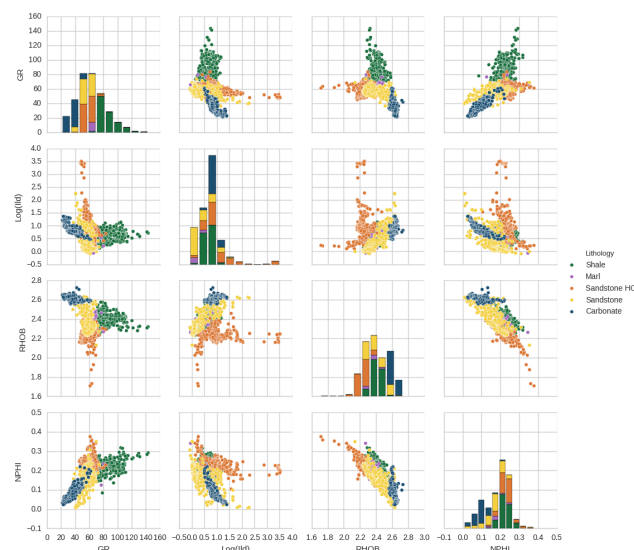 160
140
120
100
80
60
40
20
0
GR
4.0
3.5
3.0
2.5
2.0
1.5
1.0
0.5
0.0
−0.5
Log(Ild)
2.8
2.6
2.4
2.2
2.0
1.8
1.6
RHOB
0.5
0.4
0.3
0.2
0.1
0.0
−0.1
NPHI
0 20 40 60 80 100 120 140 160
GR
−0.50.0 0.5 1.0 1.5 2.0 2.5 3.0 3.5 4.0
Log(Ild)
1.6 1.8 2.0 2.2 2.4 2.6 2.8 3.0
RHOB
−0.1 0.0 0.1 0.2 0.3 0.4 0.5
NPHI
Lithology
Shale
Marl
Sandstone HC
Sandstone
Carbonate